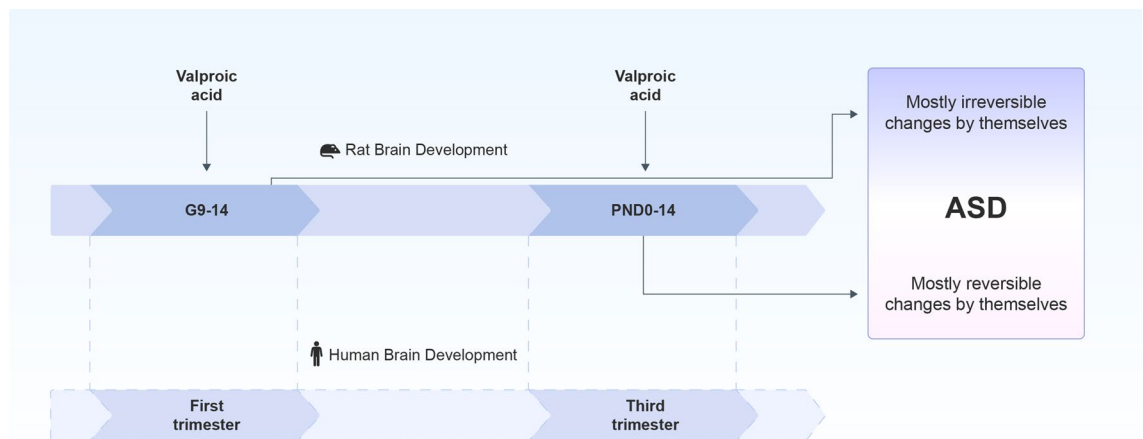 Valproic
acid
Valproic
acid
Mostly irreversible
changes by themselves
Rat Brain Development
G9-14
PND0-14
ASD
Mostly reversible
changes by themselves
Human Brain Development
First
trimester
Third
trimester